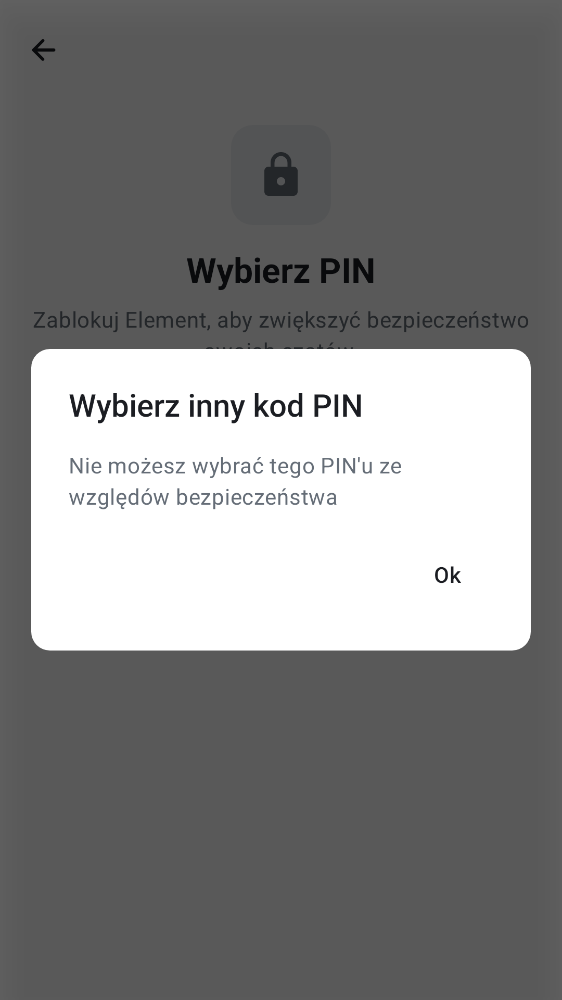 Wybierz PIN
Zablokuj Element, aby zwiększyć bezpieczeństwo
Wybierz inny kod PIN
Nie możesz wybrać tego PIN'u ze
względów bezpieczeństwa
Ok